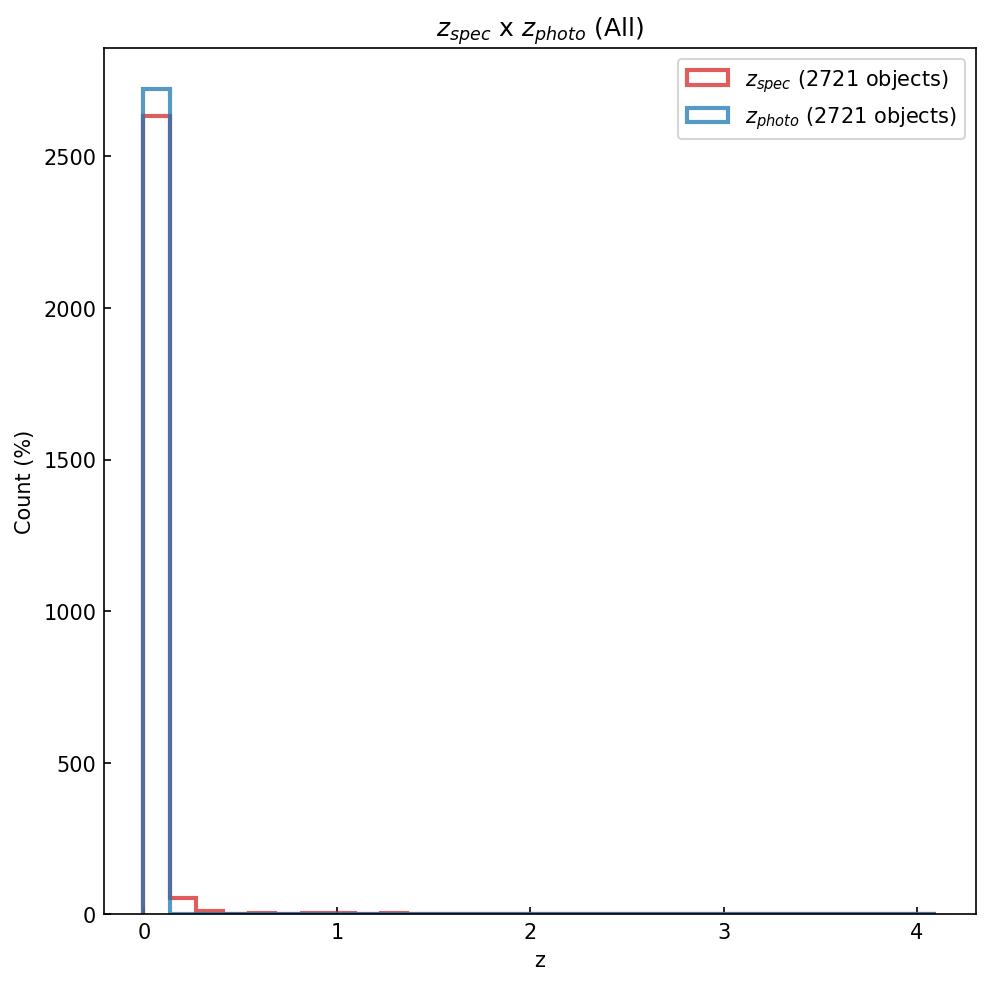 z_spec x z_photo (All)
z_spec (2721 objects)
z_photo (2721 objects)
Count (%)
2500
2000
1500
1000
500
0
0 1 2 3 4
z